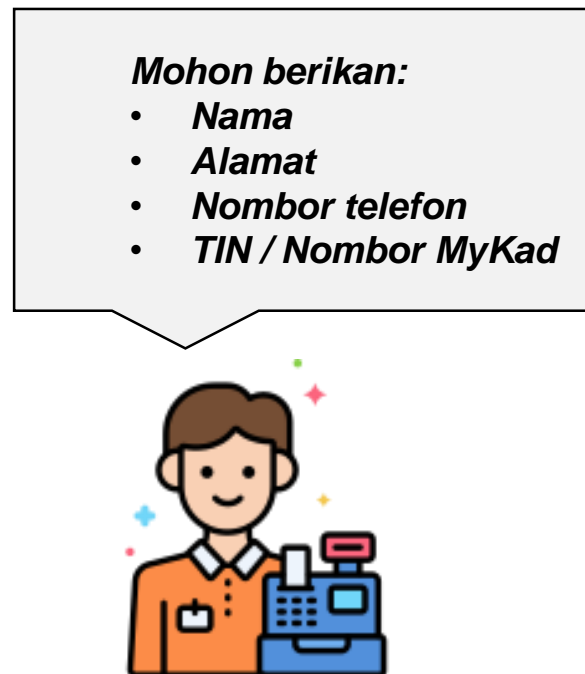 Mohon berikan:
• Nama
• Alamat
• Nombor telefon
• TIN / Nombor MyKad